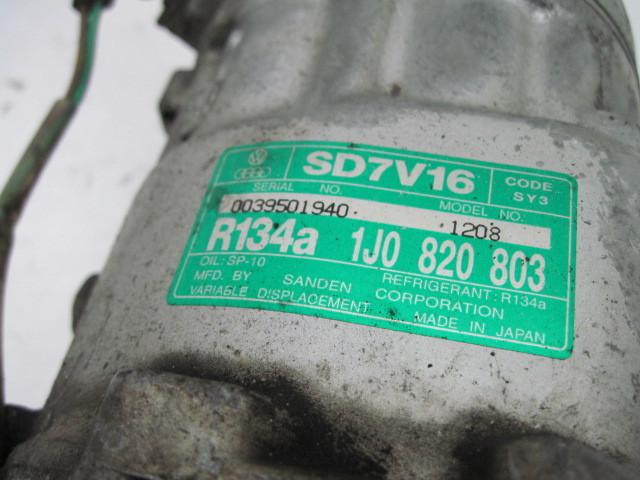 SD7V16
CODE
SY3
SERIAL NO. MODEL NO.
0039501940 1208
R134a 1J0 820 803
OIL: SP-10 REFRIGERANT: R134a
MFD. BY SANDEN CORPORATION
VARIABLE DISPLACEMENT MADE IN JAPAN